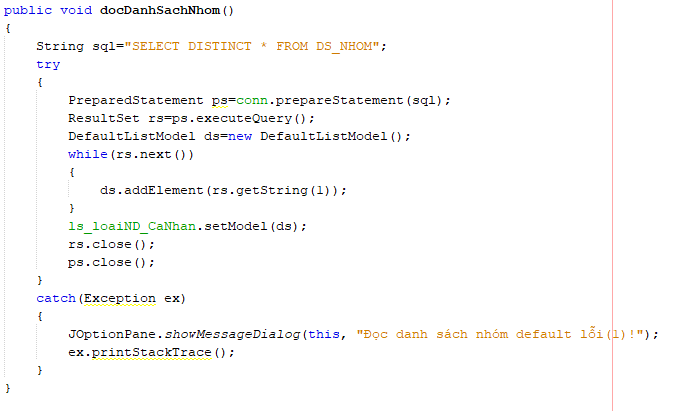 public void docDanhSachNhom()
{
    String sql="SELECT DISTINCT * FROM DS_NHOM";
    try
    {
        PreparedStatement ps=conn.prepareStatement(sql);
        ResultSet rs=ps.executeQuery();
        DefaultListModel ds=new DefaultListModel();
        while(rs.next())
        {
            ds.addElement(rs.getString(1));
        }
        ls_loaiND_CaNhan.setModel(ds);
        rs.close();
        ps.close();
    }
    catch(Exception ex)
    {
        JOptionPane.showMessageDialog(this, "Đọc danh sách nhóm default lỗi(1)!");
        ex.printStackTrace();
    }
}